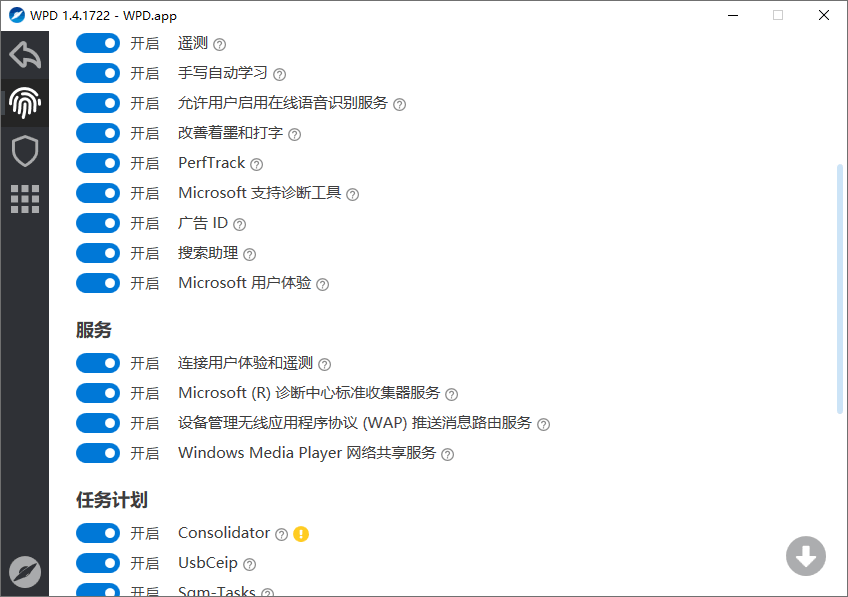 WPD 1.4.1722 - WPD.app
开启 遥测
开启 手写自动学习
开启 允许用户启用在线语音识别服务
开启 改善着墨和打字
开启 PerfTrack
开启 Microsoft 支持诊断工具
开启 广告 ID
开启 搜索助理
开启 Microsoft 用户体验
服务
开启 连接用户体验和遥测
开启 Microsoft (R) 诊断中心标准收集器服务
开启 设备管理无线应用程序协议 (WAP) 推送消息路由服务
开启 Windows Media Player 网络共享服务
任务计划
开启 Consolidator
开启 UsbCeip
开启 Sqm-Tasks